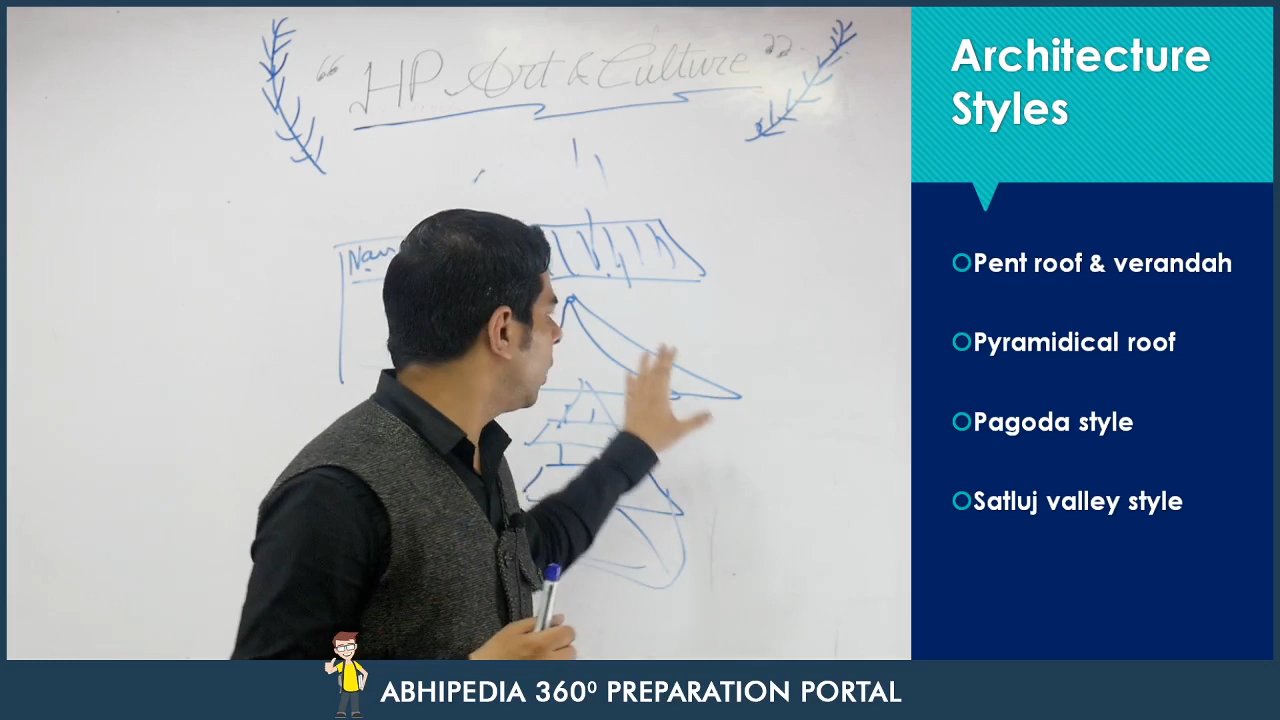 “ HP Art & Culture ”
Architecture
Styles
Pent roof & verandah
Pyramidical roof
Pagoda style
Satluj valley style
ABHIPEDIA 360⁰ PREPARATION PORTAL